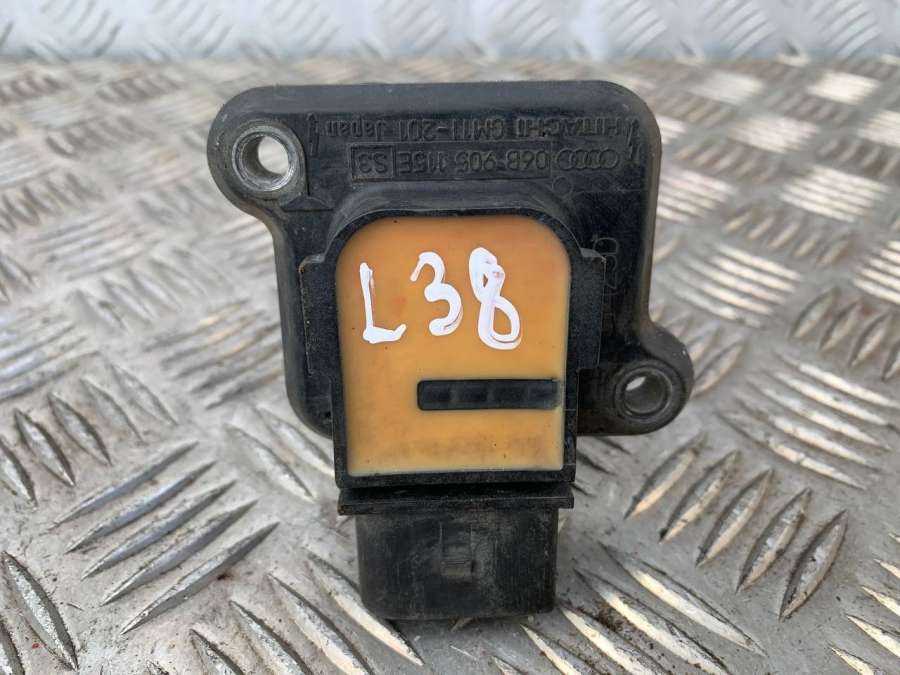 HITACHI CM11-201 Japan
06B 905 115E S3
L38